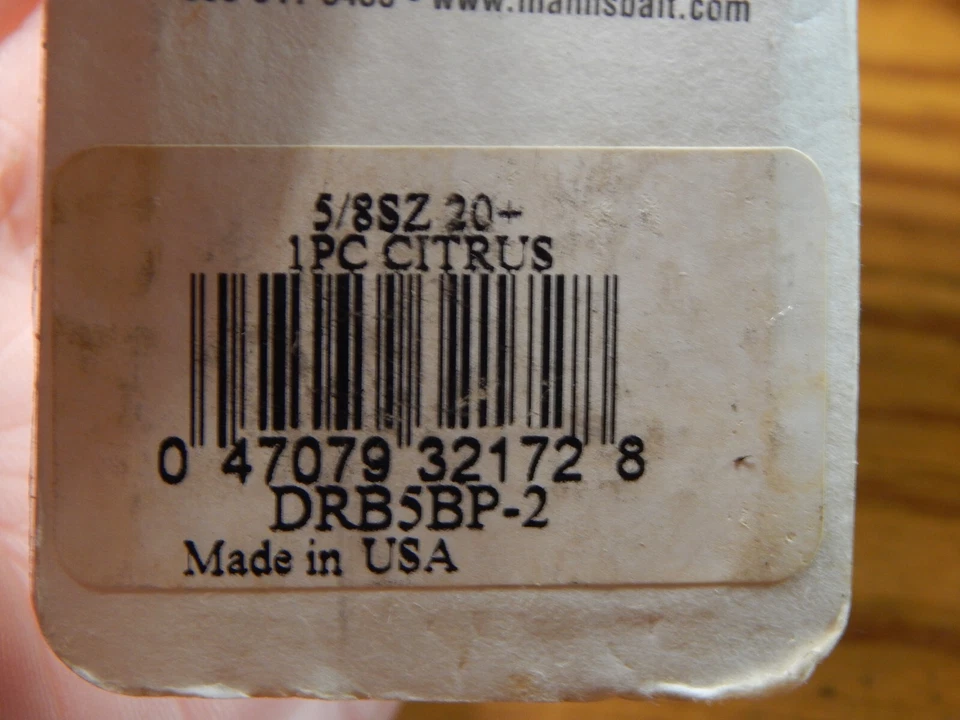 www.mannsbait.com
5/8SZ 20+
1PC CITRUS
0 47079 32172 8
DRB5BP-2
Made in USA